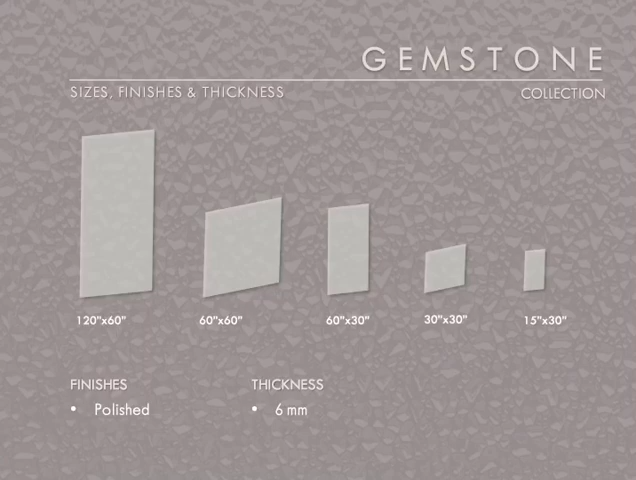 GEMSTONE
SIZES, FINISHES & THICKNESS
COLLECTION
120"x60"
60"x60"
60"x30"
30"x30"
15"x30"
FINISHES
THICKNESS
• Polished
• 6 mm